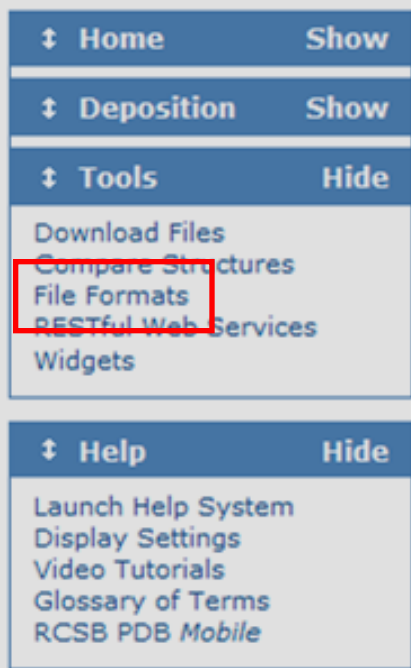 Home Show
Deposition Show
Tools Hide
Download Files
Compare Structures
File Formats
RESTful Web Services
Widgets
Help Hide
Launch Help System
Display Settings
Video Tutorials
Glossary of Terms
RCSB PDB Mobile